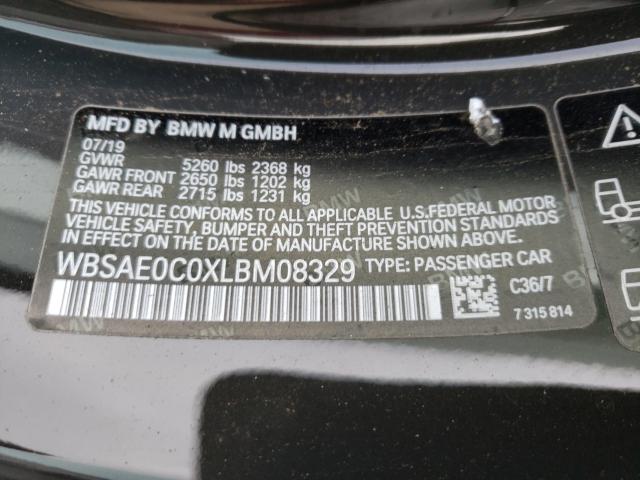 MFD BY BMW M GMBH
07/19
GVWR 5260 lbs 2368 kg
GAWR FRONT 2650 lbs 1202 kg
GAWR REAR 2715 lbs 1231 kg
THIS VEHICLE CONFORMS TO ALL APPLICABLE U.S.FEDERAL MOTOR
VEHICLE SAFETY, BUMPER AND THEFT PREVENTION STANDARDS
IN EFFECT ON THE DATE OF MANUFACTURE SHOWN ABOVE.
WBSAE0C0XLBM08329 TYPE: PASSENGER CAR
C36/7
7 315 814